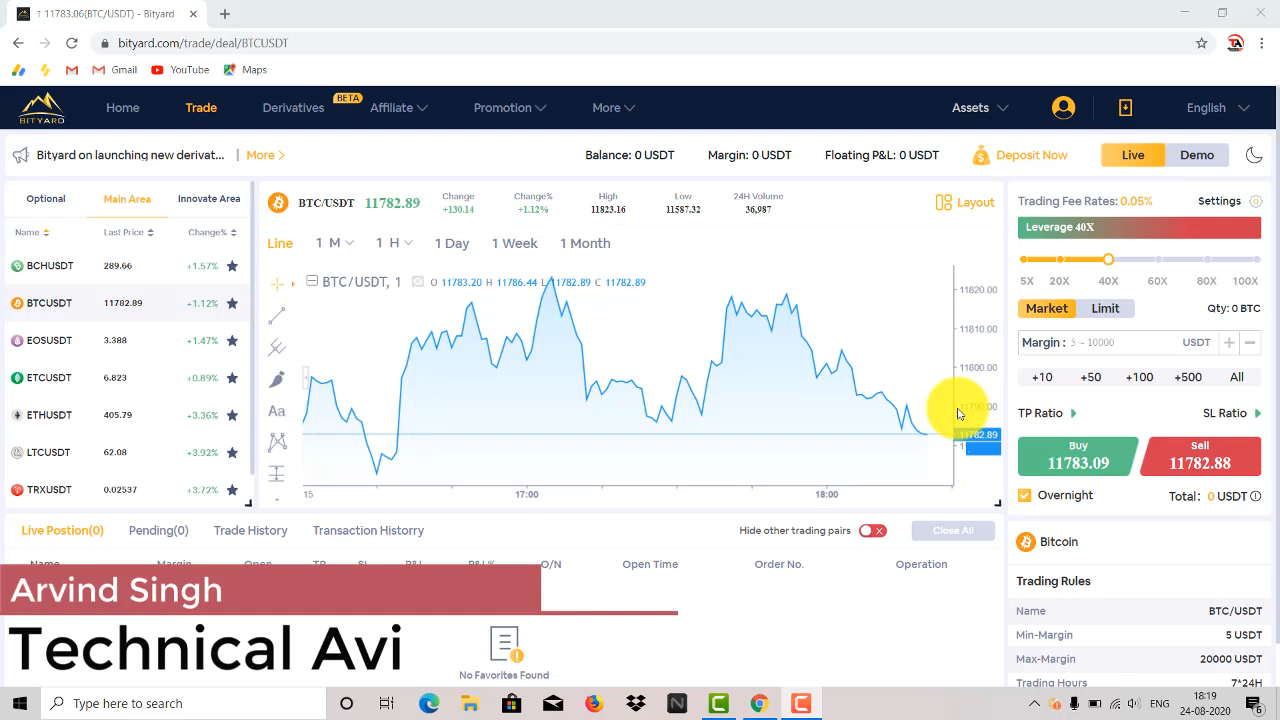 ↑ 11783.06(BTC/USDT) - Bityard
bityard.com/trade/deal/BTCUSDT
Gmail YouTube Maps
BITYARD Home Trade Derivatives BETA Affiliate Promotion More Assets English
Bityard on launching new derivat... More > Balance: 0 USDT Margin: 0 USDT Floating P&L: 0 USDT Deposit Now Live Demo
Optional Main Area Innovate Area
Name Last Price Change%
BCHUSDT 289.66 +1.57%
BTCUSDT 11782.89 +1.12%
EOSUSDT 3.388 +1.47%
ETCUSDT 6.823 +0.89%
ETHUSDT 405.79 +3.36%
LTCUSDT 62.08 +3.92%
TRXUSDT 0.02537 +3.72%
BTC/USDT 11782.89
Change Change% High Low 24H Volume
+130.14 +1.12% 11823.16 11587.32 36,987
Layout
Line 1 M 1 H 1 Day 1 Week 1 Month
BTC/USDT, 1 O 11783.20 H 11786.44 L 11782.89 C 11782.89
Aa
11820.00
11810.00
11800.00
11790.00
11782.89
15 17:00 18:00
Trading Fee Rates: 0.05% Settings
Leverage 40X
5X 20X 40X 60X 80X 100X
Market Limit Qty: 0 BTC
Margin : 5 ~ 10000 USDT + −
+10 +50 +100 +500 All
TP Ratio SL Ratio
Buy Sell
11783.09 11782.88
Overnight Total: 0 USDT
Live Postion(0) Pending(0) Trade History Transaction Historry Hide other trading pairs X Close All
O/N Open Time Order No. Operation
No Favorites Found
Bitcoin
Trading Rules
Name BTC/USDT
Min-Margin 5 USDT
Max-Margin 20000 USDT
Trading Hours 7*24H
Arvind Singh
Technical Avi
Type here to search
ENG
18:19
24-08-2020
6